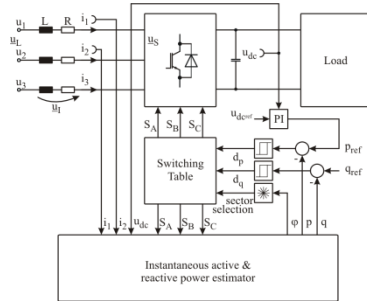 u1 L R i1
uL
u2 i2
u3 i3
uI
uS
udc
Load
udcref
PI
pref
qref
SA SB SC
Switching
Table
dp
dq
sector
selection
i1 i2 udc
SA SB SC
φ p q
Instantaneous active &
reactive power estimator